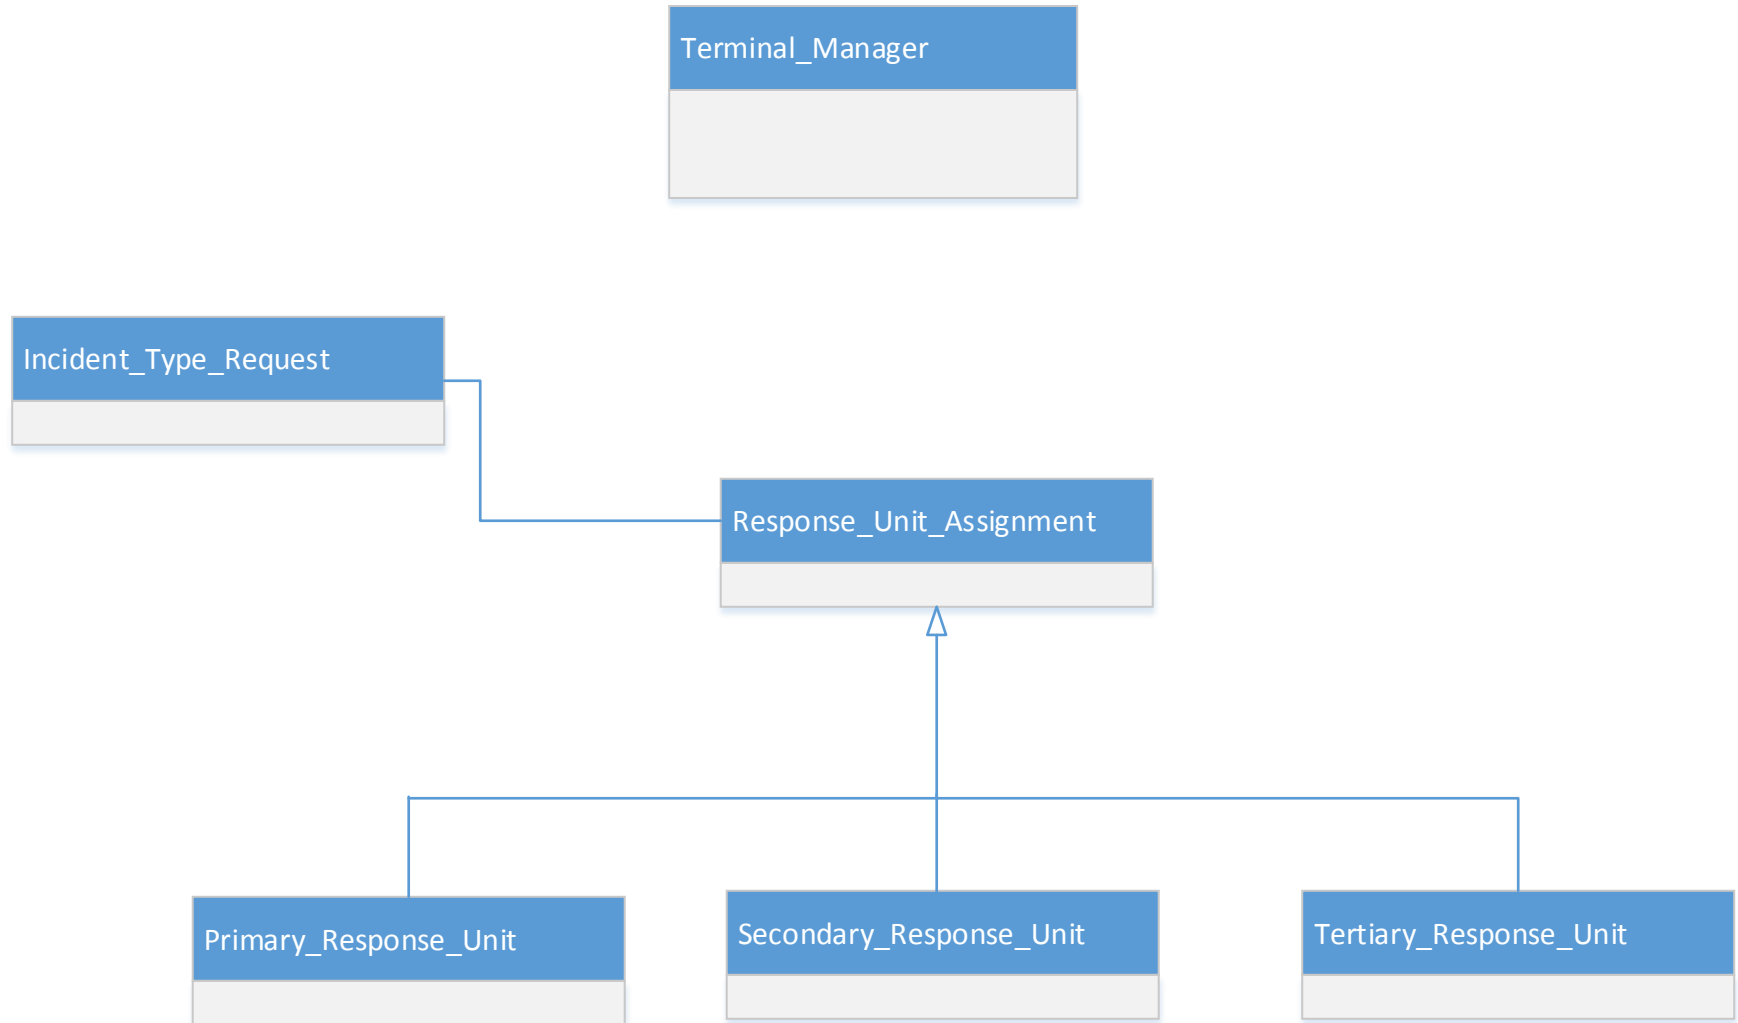 Terminal_Manager
Incident_Type_Request
Response_Unit_Assignment
Primary_Response_Unit
Secondary_Response_Unit
Tertiary_Response_Unit